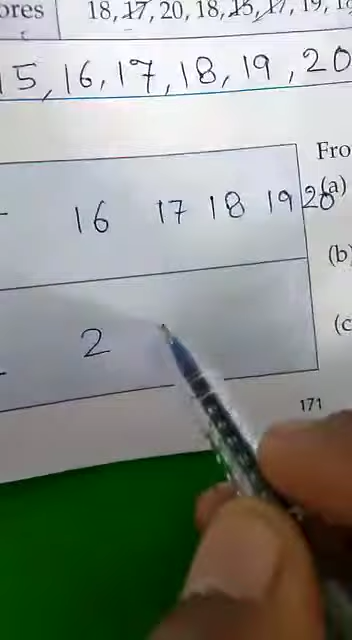 ores 18, 17, 20, 18, 15, 17, 19, 18
15, 16, 17, 18, 19, 20
Fro
(a)
16 17 18 19 20
(b)
2
(c
171